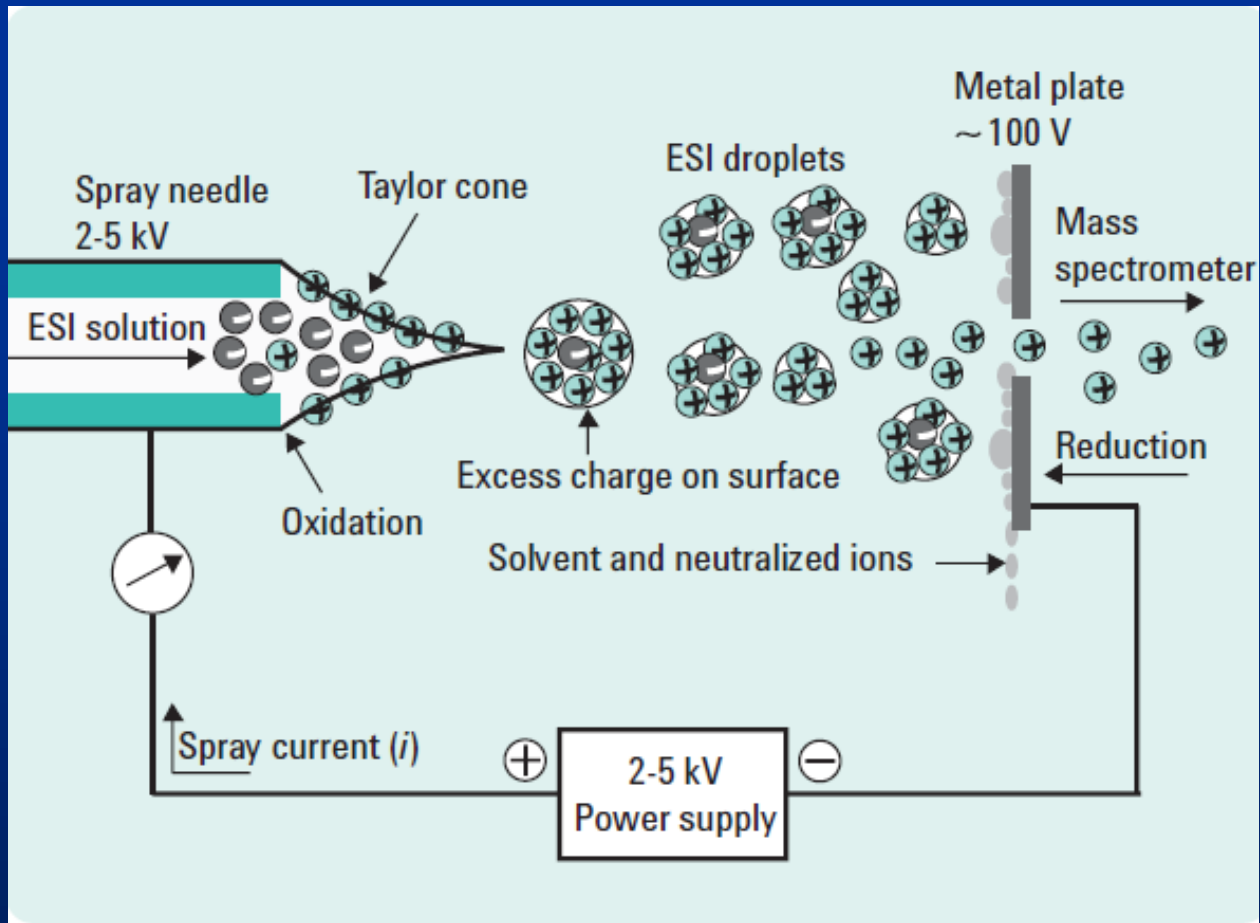 Metal plate
~ 100 V
ESI droplets
Spray needle
2-5 kV
Taylor cone
Mass
spectrometer
ESI solution
Excess charge on surface
Reduction
Oxidation
Solvent and neutralized ions
Spray current (i)
+
2-5 kV
Power supply
−